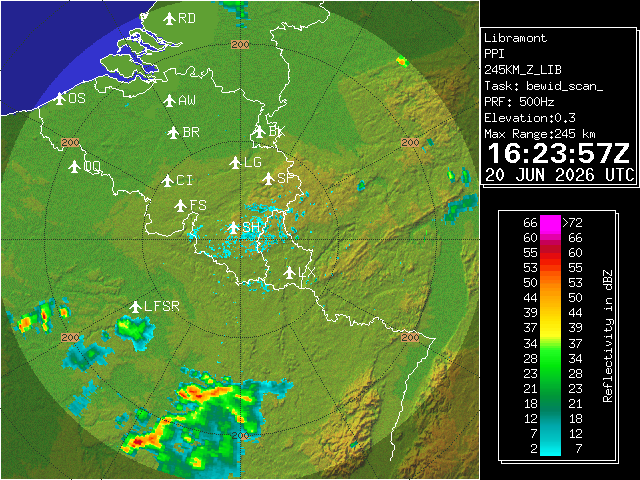 RD
200
OS
AW
BR
BK
200
200
OQ
LG
CI
SP
FS
SH
LX
LFSR
200
200
200
Libramont
PPI
245KM_Z_LIB
Task: bewid_scan_
PRF: 500Hz
Elevation:0.3
Max Range:245 km
16:23:57Z
20 JUN 2026 UTC
66 >72
60 66
55 60
53 55
50 53
44 50
39 44
37 39
34 37
28 34
23 28
21 23
18 21
12 18
7 12
2 7
Reflectivity in dBZ